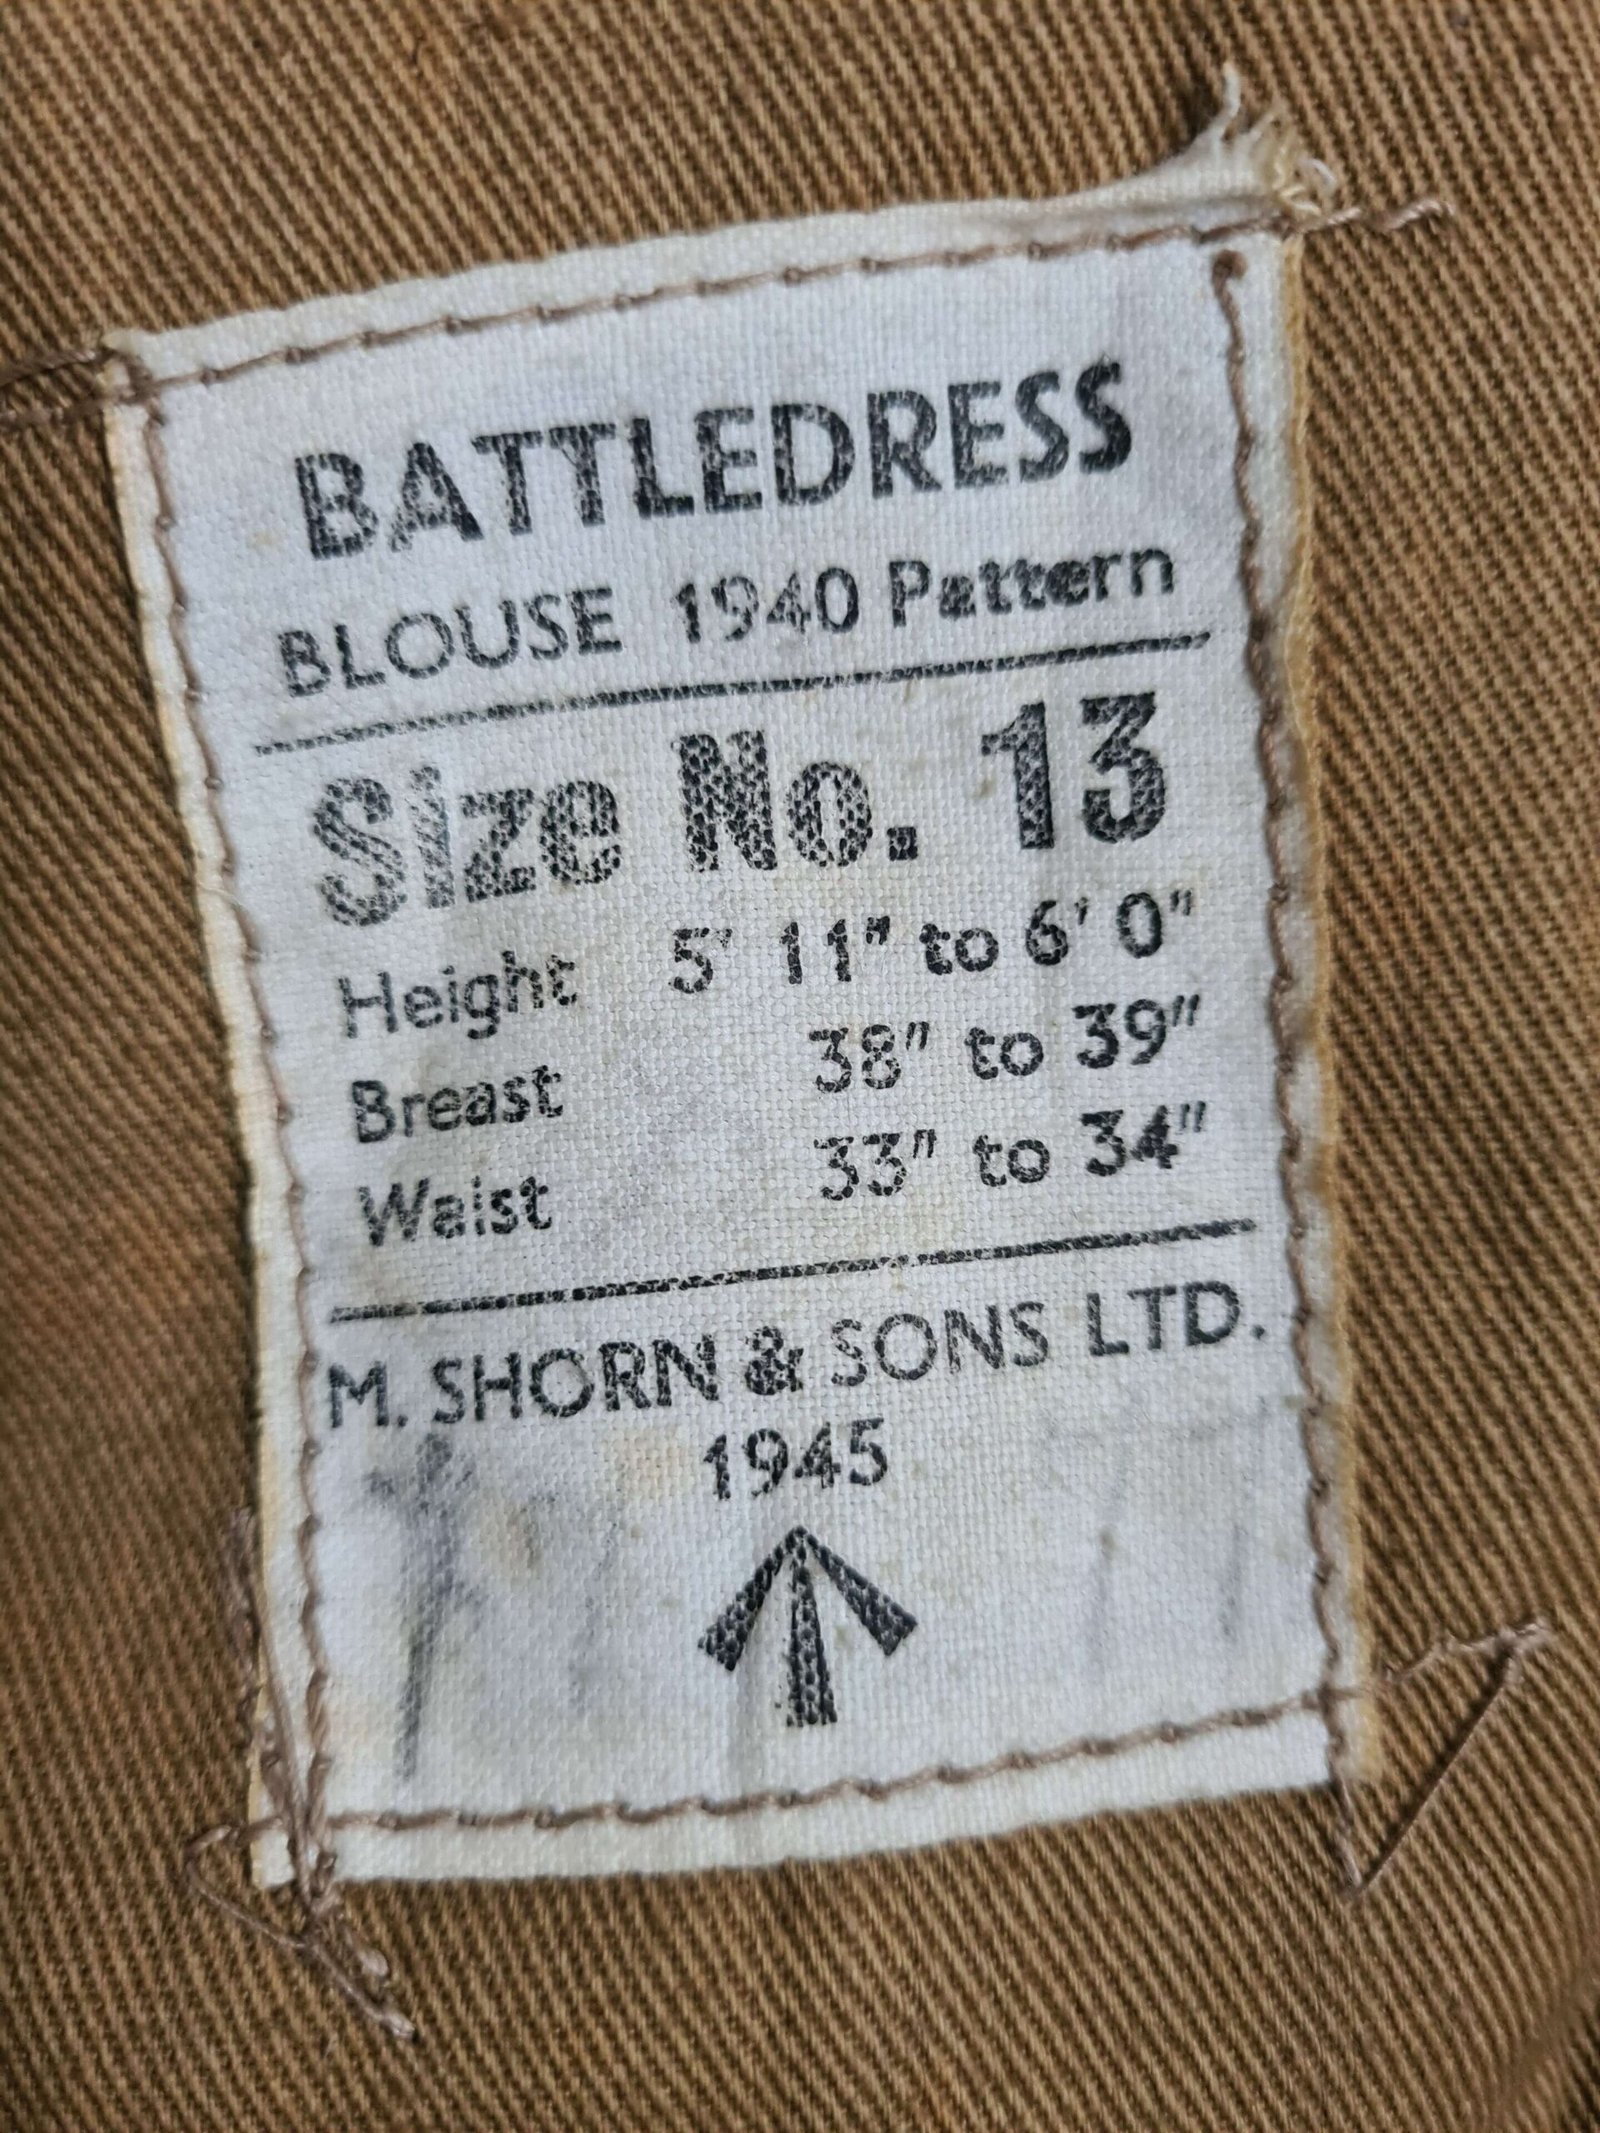 BATTLEDRESS
BLOUSE 1940 Pattern
Size No. 13
Height 5' 11" to 6' 0"
Breast 38" to 39"
Waist 33" to 34"
M. SHORN & SONS LTD.
1945